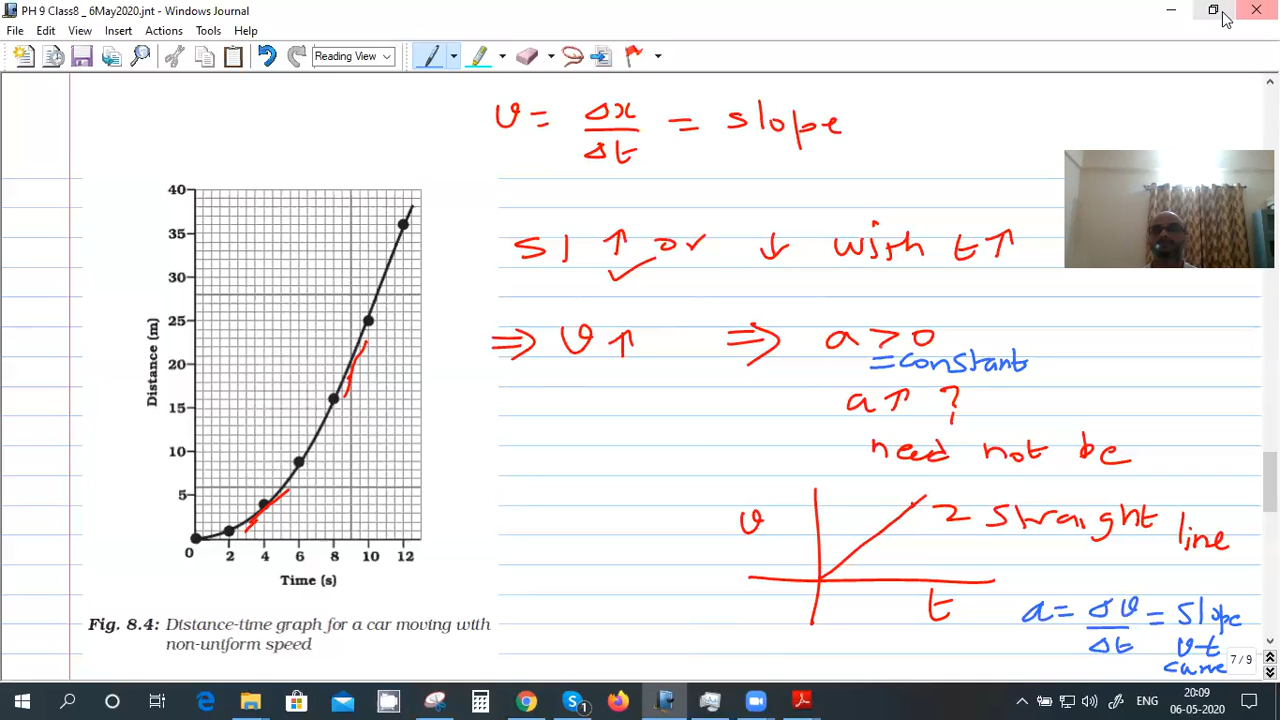 PH 9 Class8 _ 6May2020.jnt - Windows Journal
File Edit View Insert Actions Tools Help
Reading View
v = Δx/Δt = slope
40
35
30
25
20
15
10
5
0 2 4 6 8 10 12
Distance (m)
Time (s)
Fig. 8.4: Distance-time graph for a car moving with
non-uniform speed
sl ↑ or ↓ with t↑
⇒ v↑ ⇒ a > 0
= constant
a↑ ?
need not be
v
t
straight line
a = Δv/Δt = slope
v-t
curve
7 / 9
1
ENG
20:09
06-05-2020